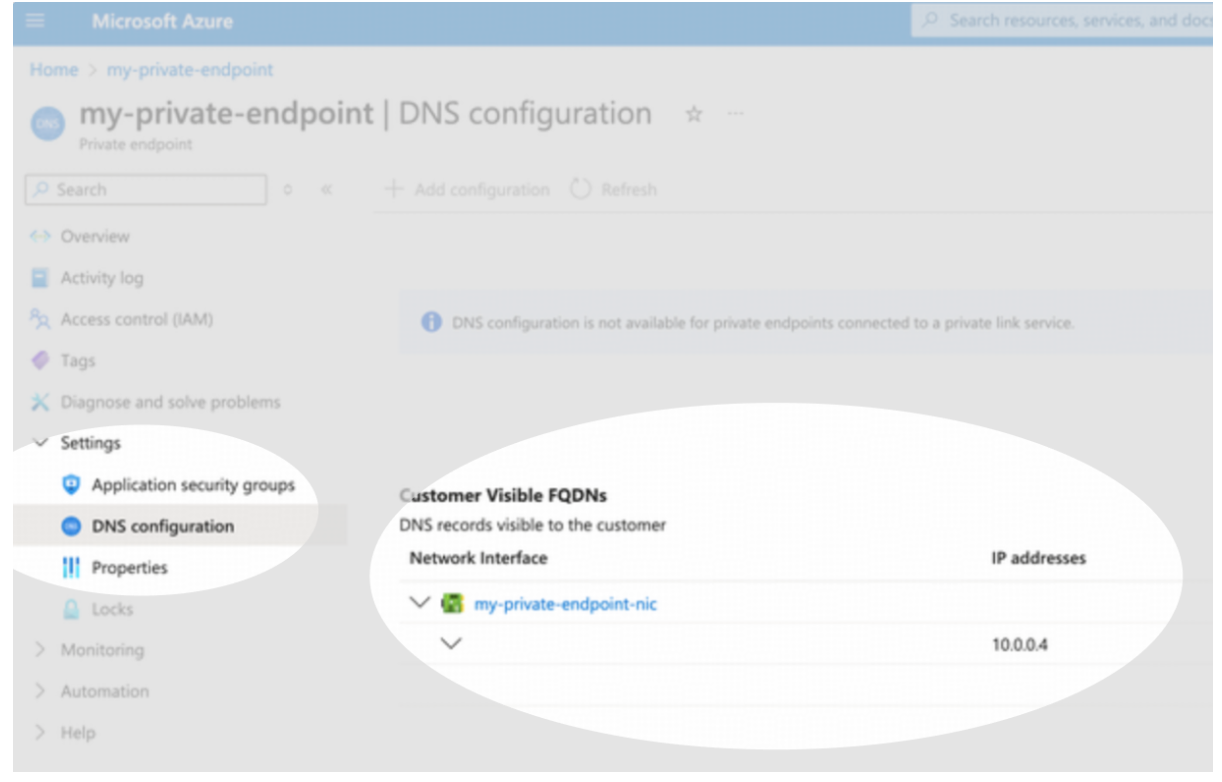 Microsoft Azure
Search resources, services, and docs
Home > my-private-endpoint
DNS
my-private-endpoint | DNS configuration
Private endpoint
Search
Add configuration
Refresh
Overview
Activity log
DNS configuration is not available for private endpoints connected to a private link service.
Access control (IAM)
Tags
Diagnose and solve problems
Settings
Application security groups
DNS configuration
Properties
Locks
Monitoring
Automation
Help
Customer Visible FQDNs
DNS records visible to the customer
Network Interface IP addresses
my-private-endpoint-nic
10.0.0.4